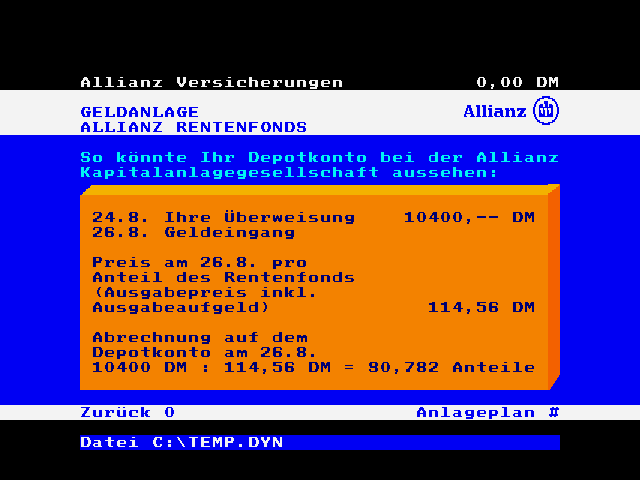 Allianz Versicherungen 0,00 DM
GELDANLAGE Allianz
ALLIANZ RENTENFONDS
So könnte Ihr Depotkonto bei der Allianz
Kapitalanlagegesellschaft aussehen:
24.8. Ihre Überweisung 10400,-- DM
26.8. Geldeingang
Preis am 26.8. pro
Anteil des Rentenfonds
(Ausgabepreis inkl.
Ausgabeaufgeld) 114,56 DM
Abrechnung auf dem
Depotkonto am 26.8.
10400 DM : 114,56 DM = 90,782 Anteile
Zurück 0 Anlageplan #
Datei C:\TEMP.DYN